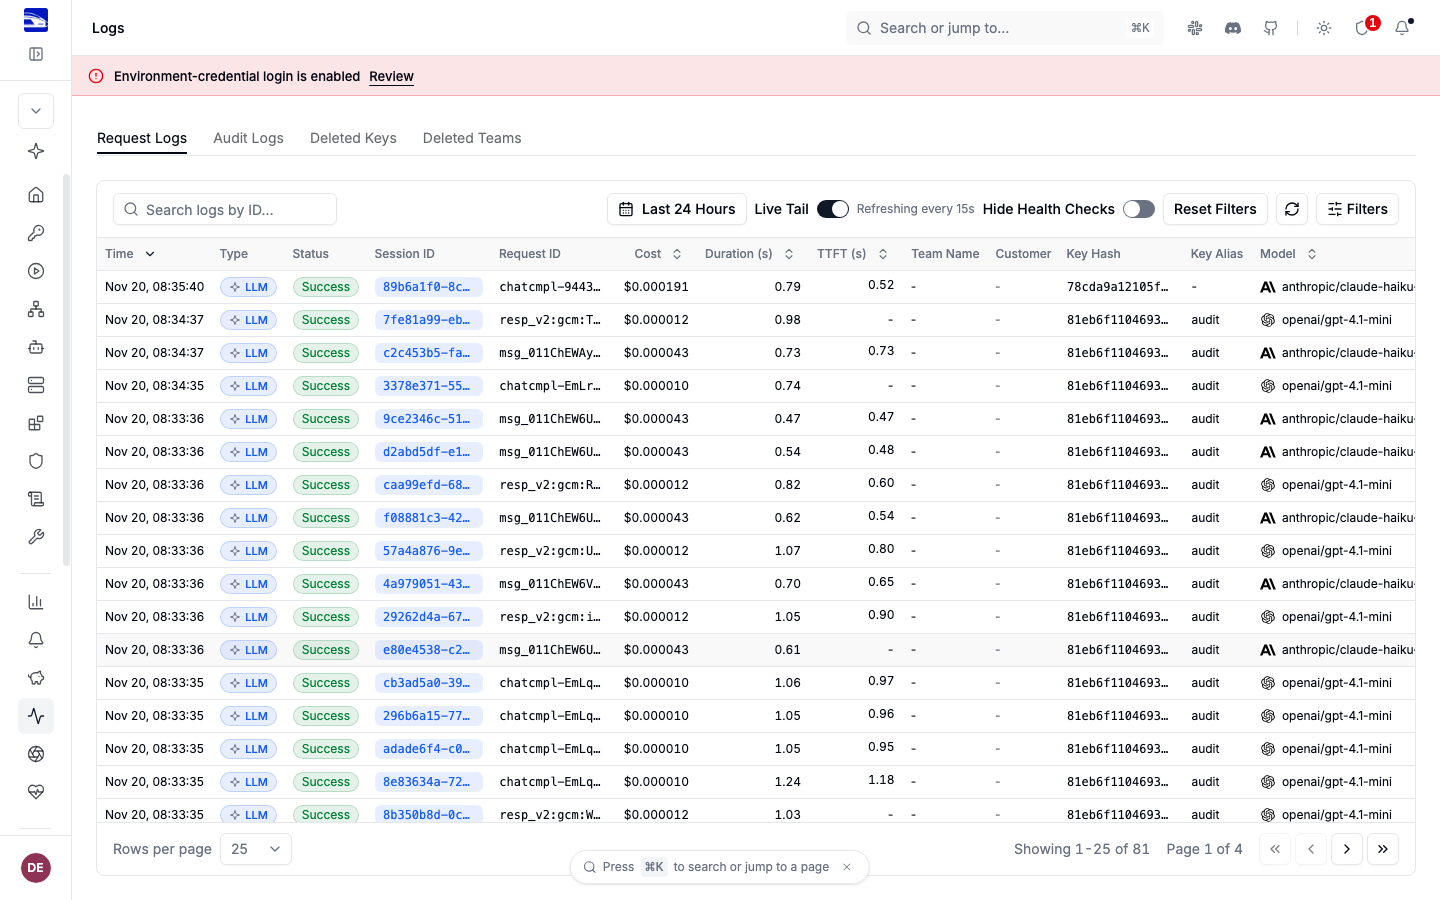 Logs
Search or jump to...
⌘K
1
Environment-credential login is enabled Review
Request Logs Audit Logs Deleted Keys Deleted Teams
Search logs by ID...
Last 24 Hours Live Tail Refreshing every 15s Hide Health Checks Reset Filters Filters
Time Type Status Session ID Request ID Cost Duration (s) TTFT (s) Team Name Customer Key Hash Key Alias Model
Nov 20, 08:35:40 LLM Success 89b6a1f0-8c… chatcmpl-9443… $0.000191 0.79 0.52 - - 78cda9a12105f… - anthropic/claude-haiku-
Nov 20, 08:34:37 LLM Success 7fe81a99-eb… resp_v2:gcm:T… $0.000012 0.98 - - - 81eb6f1104693… audit openai/gpt-4.1-mini
Nov 20, 08:34:37 LLM Success c2c453b5-fa… msg_011ChEWAy… $0.000043 0.73 0.73 - - 81eb6f1104693… audit anthropic/claude-haiku-
Nov 20, 08:34:35 LLM Success 3378e371-55… chatcmpl-EmLr… $0.000010 0.74 - - - 81eb6f1104693… audit openai/gpt-4.1-mini
Nov 20, 08:33:36 LLM Success 9ce2346c-51… msg_011ChEW6U… $0.000043 0.47 0.47 - - 81eb6f1104693… audit anthropic/claude-haiku-
Nov 20, 08:33:36 LLM Success d2abd5df-e1… msg_011ChEW6U… $0.000043 0.54 0.48 - - 81eb6f1104693… audit anthropic/claude-haiku-
Nov 20, 08:33:36 LLM Success caa99efd-68… resp_v2:gcm:R… $0.000012 0.82 0.60 - - 81eb6f1104693… audit openai/gpt-4.1-mini
Nov 20, 08:33:36 LLM Success f08881c3-42… msg_011ChEW6U… $0.000043 0.62 0.54 - - 81eb6f1104693… audit anthropic/claude-haiku-
Nov 20, 08:33:36 LLM Success 57a4a876-9e… resp_v2:gcm:U… $0.000012 1.07 0.80 - - 81eb6f1104693… audit openai/gpt-4.1-mini
Nov 20, 08:33:36 LLM Success 4a979051-43… msg_011ChEW6V… $0.000043 0.70 0.65 - - 81eb6f1104693… audit anthropic/claude-haiku-
Nov 20, 08:33:36 LLM Success 29262d4a-67… resp_v2:gcm:i… $0.000012 1.05 0.90 - - 81eb6f1104693… audit openai/gpt-4.1-mini
Nov 20, 08:33:36 LLM Success e80e4538-c2… msg_011ChEW6U… $0.000043 0.61 - - - 81eb6f1104693… audit anthropic/claude-haiku-
Nov 20, 08:33:35 LLM Success cb3ad5a0-39… chatcmpl-EmLq… $0.000010 1.06 0.97 - - 81eb6f1104693… audit openai/gpt-4.1-mini
Nov 20, 08:33:35 LLM Success 296b6a15-77… chatcmpl-EmLq… $0.000010 1.05 0.96 - - 81eb6f1104693… audit openai/gpt-4.1-mini
Nov 20, 08:33:35 LLM Success adade6f4-c0… chatcmpl-EmLq… $0.000010 1.05 0.95 - - 81eb6f1104693… audit openai/gpt-4.1-mini
Nov 20, 08:33:35 LLM Success 8e83634a-72… chatcmpl-EmLq… $0.000010 1.24 1.18 - - 81eb6f1104693… audit openai/gpt-4.1-mini
Nov 20, 08:33:35 LLM Success 8b350b8d-0c… resp_v2:gcm:W… $0.000012 1.03 - - - 81eb6f1104693… audit openai/gpt-4.1-mini
Rows per page 25 Showing 1-25 of 81 Page 1 of 4
Press ⌘K to search or jump to a page
DE